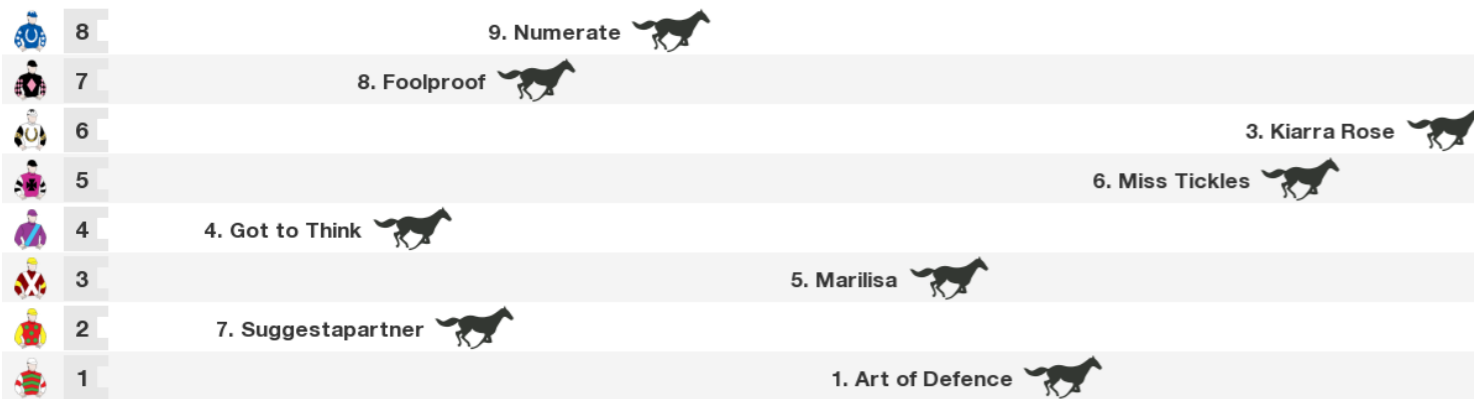 8 9. Numerate
7 8. Foolproof
6 3. Kiarra Rose
5 6. Miss Tickles
4 4. Got to Think
3 5. Marilisa
2 7. Suggestapartner
1 1. Art of Defence